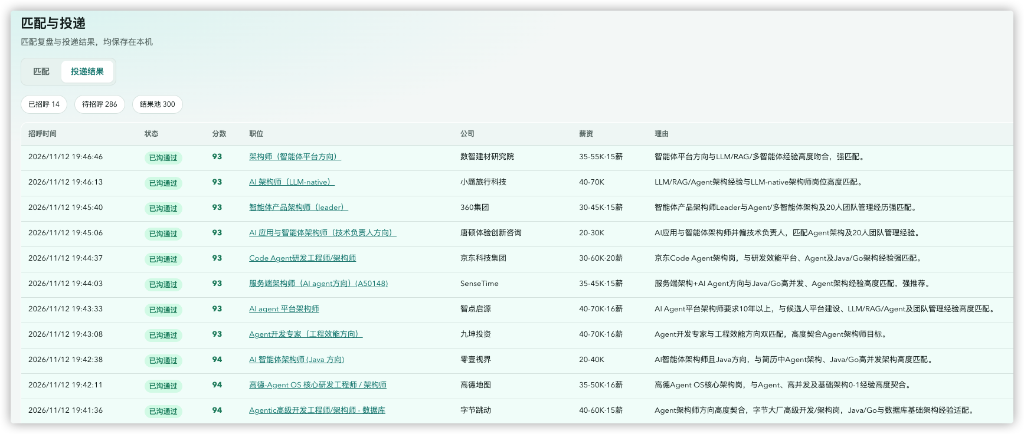 匹配与投递
匹配复盘与投递结果，均保存在本机
匹配 投递结果
已招呼 14 待招呼 286 结果池 300
招呼时间 状态 分数 职位 公司 薪资 理由
2026/11/12 19:46:46 已沟通过 93 架构师（智能体平台方向） 数智建材研究院 35-55K·15薪 智能体平台方向与LLM/RAG/多智能体经验高度吻合，强匹配。
2026/11/12 19:46:13 已沟通过 93 AI 架构师（LLM-native） 小题旅行科技 40-70K LLM/RAG/Agent架构经验与LLM-native架构师岗位高度匹配。
2026/11/12 19:45:40 已沟通过 93 智能体产品架构师（leader） 360集团 30-45K·15薪 智能体产品架构师Leader与Agent/多智能体架构及20人团队管理经历强匹配。
2026/11/12 19:45:06 已沟通过 93 AI 应用与智能体架构师（技术负责人方向） 唐硕体验创新咨询 20-30K AI应用与智能体架构师并偏技术负责人，匹配Agent架构及20人团队管理经验。
2026/11/12 19:44:37 已沟通过 93 Code Agent研发工程师/架构师 京东科技集团 30-60K·20薪 京东Code Agent架构岗，与研发效能平台、Agent及Java/Go架构经验强匹配。
2026/11/12 19:44:03 已沟通过 93 服务端架构师（AI agent方向）(A50148) SenseTime 35-45K·15薪 服务端架构+AI Agent方向与Java/Go高并发、Agent架构经验高度匹配，强推荐。
2026/11/12 19:43:33 已沟通过 93 AI agent 平台架构师 智点启源 40-70K·16薪 AI Agent平台架构师要求10年以上，与候选人平台建设、LLM/RAG/Agent及团队管理经验高度匹配。
2026/11/12 19:43:08 已沟通过 93 Agent开发专家（工程效能方向） 九坤投资 40-70K·16薪 Agent开发专家与工程效能方向双匹配，高度契合Agent架构师目标。
2026/11/12 19:42:38 已沟通过 94 AI 智能体架构师 (Java 方向) 零壹视界 20-40K AI智能体架构师且Java方向，与简历中Agent架构、Java/Go高并发架构高度匹配。
2026/11/12 19:42:11 已沟通过 94 高德-Agent OS 核心研发工程师 / 架构师 高德地图 35-50K·16薪 高德Agent OS核心架构岗，与Agent、高并发及基础架构0-1经验高度契合。
2026/11/12 19:41:36 已沟通过 94 Agentic高级开发工程师/架构师 - 数据库 字节跳动 40-60K·15薪 Agent架构师方向高度契合，字节大厂高级开发/架构岗，Java/Go与数据库基础架构经验适配。